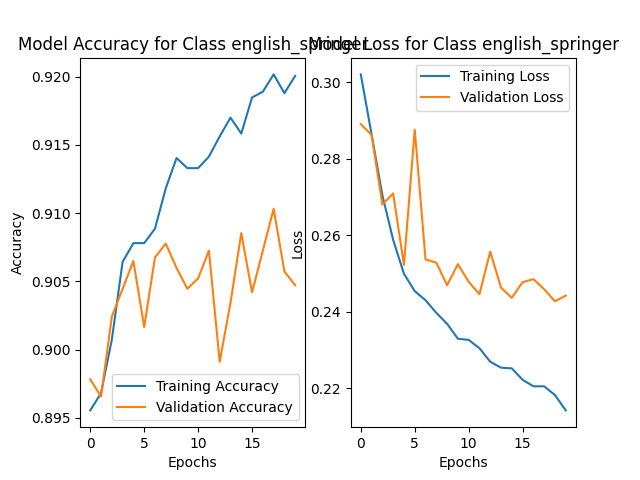 Model Accuracy for Class english_springer
Model Loss for Class english_springer
0.920
0.915
0.910
0.905
0.900
0.895
Accuracy
0
5
10
15
Epochs
Training Accuracy
Validation Accuracy
0.30
0.28
0.26
0.24
0.22
Loss
0
5
10
15
Epochs
Training Loss
Validation Loss